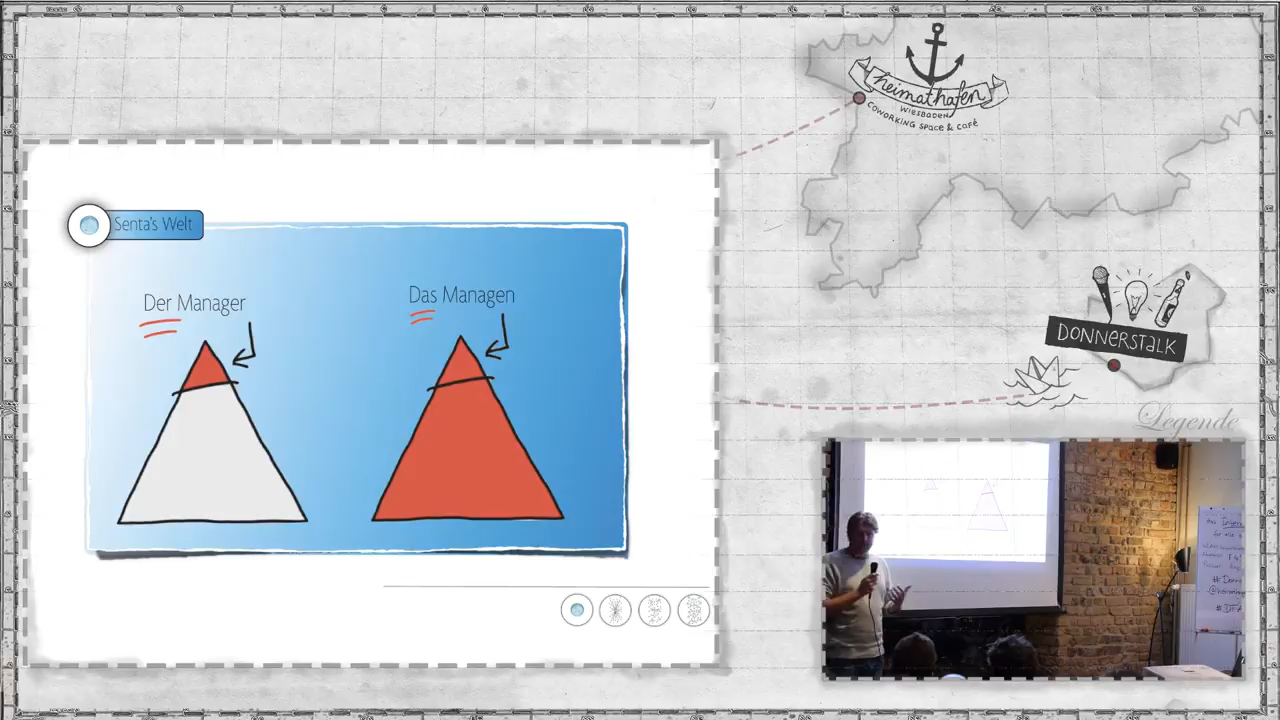 heimathafen
WIESBADEN
COWORKING SPACE & CAFÉ
Senta's Welt
Der Manager
Das Managen
DONNERSTALK
Legende